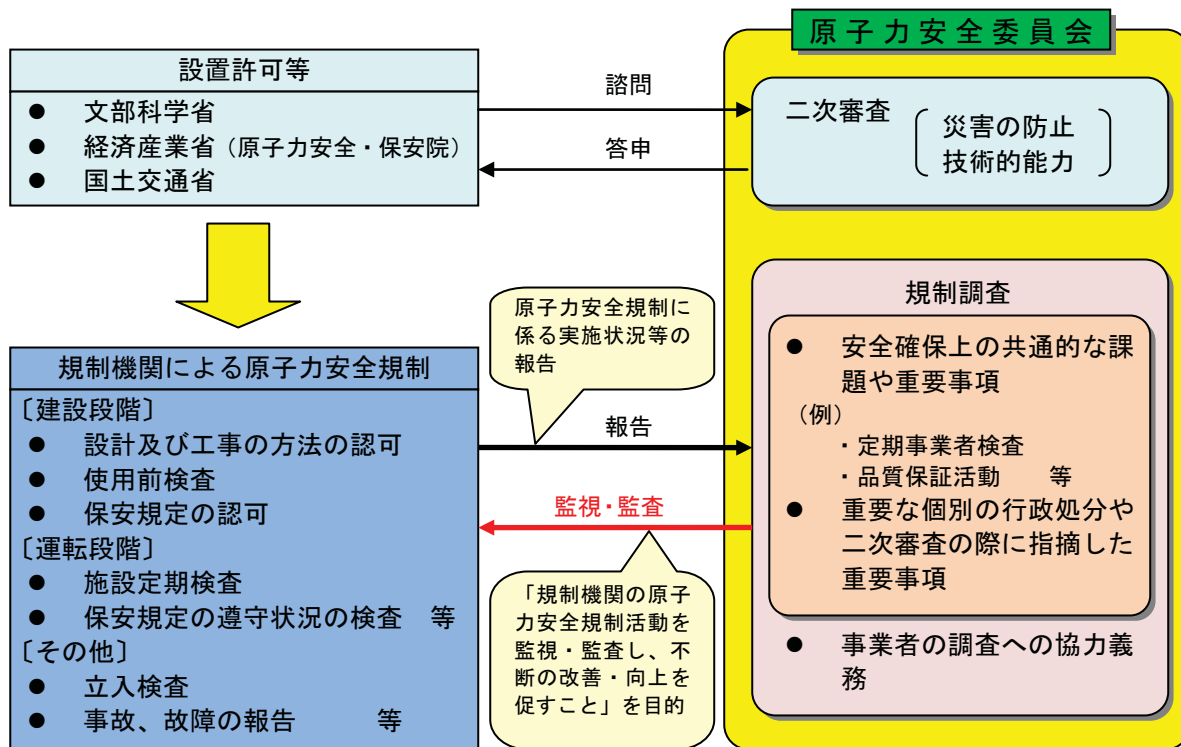 原子力安全委員会
設置許可等
● 文部科学省
● 経済産業省（原子力安全・保安院）
● 国土交通省
諮問
答申
二次審査
災害の防止
技術的能力
規制機関による原子力安全規制
〔建設段階〕
● 設計及び工事の方法の認可
● 使用前検査
● 保安規定の認可
〔運転段階〕
● 施設定期検査
● 保安規定の遵守状況の検査　等
〔その他〕
● 立入検査
● 事故、故障の報告　　等
原子力安全規制に
係る実施状況等の
報告
報告
監視・監査
「規制機関の原子
力安全規制活動を
監視・監査し、不
断の改善・向上を
促すこと」を目的
規制調査
● 安全確保上の共通的な課
題や重要事項
（例）
・定期事業者検査
・品質保証活動　　等
● 重要な個別の行政処分や
二次審査の際に指摘した
重要事項
● 事業者の調査への協力義
務